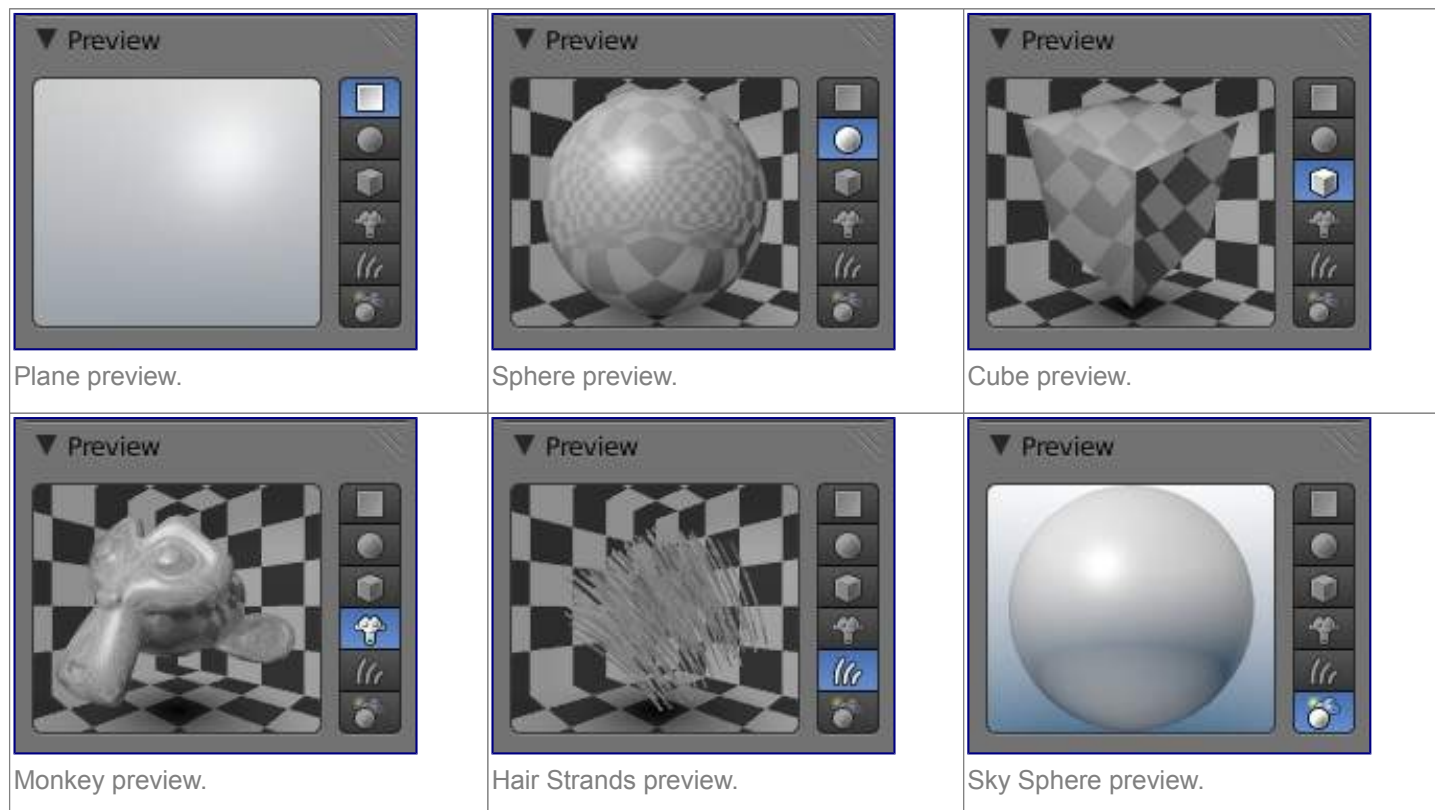 Preview
Preview
Preview
Plane preview.
Sphere preview.
Cube preview.
Preview
Preview
Preview
Monkey preview.
Hair Strands preview.
Sky Sphere preview.